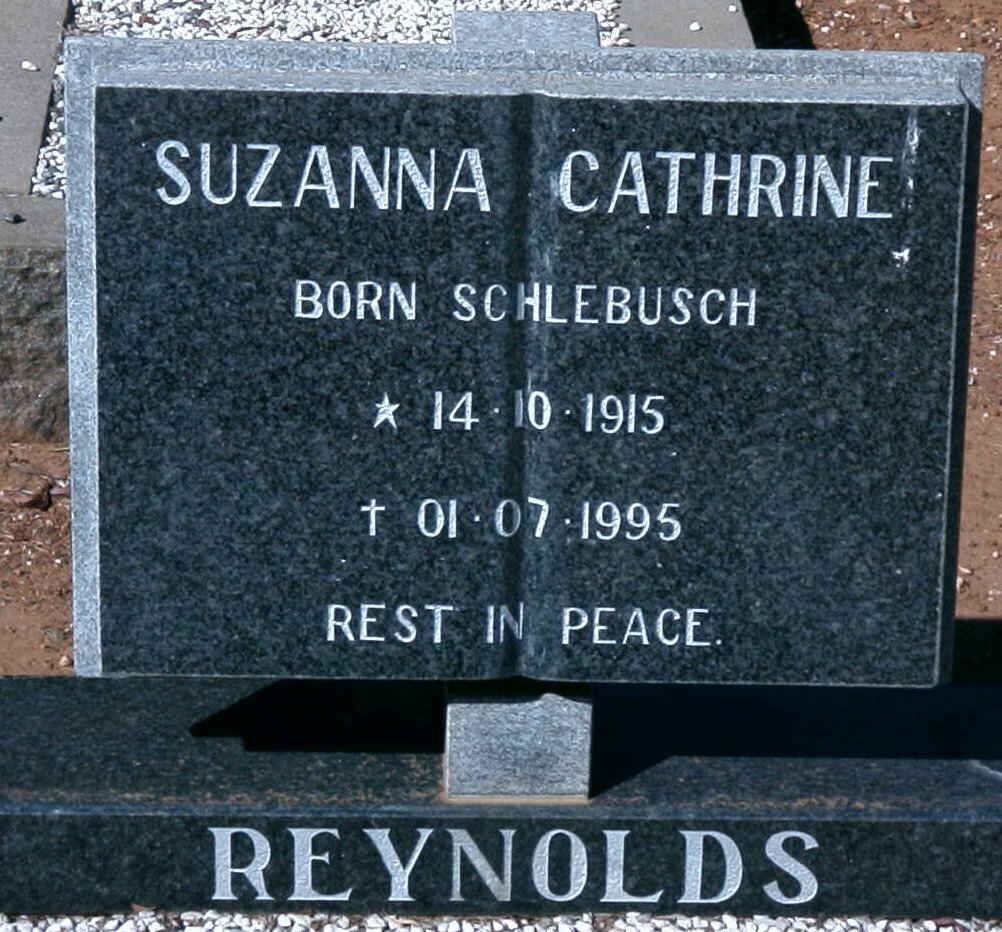 SUZANNA CATHRINE
BORN SCHLEBUSCH
★ 14·10·1915
† 01·07·1995
REST IN PEACE.
REYNOLDS